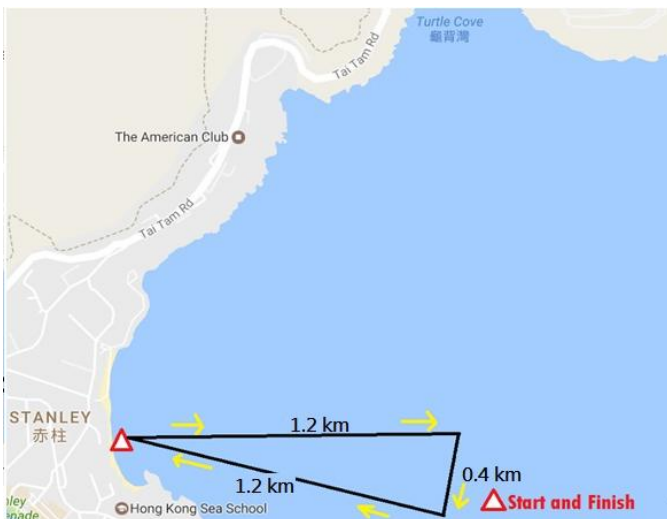 Turtle Cove
龜背灣
Tai Tam Rd
The American Club
Tai Tam Rd
STANLEY
赤柱
1.2 km
1.2 km
0.4 km
Start and Finish
Hong Kong Sea School